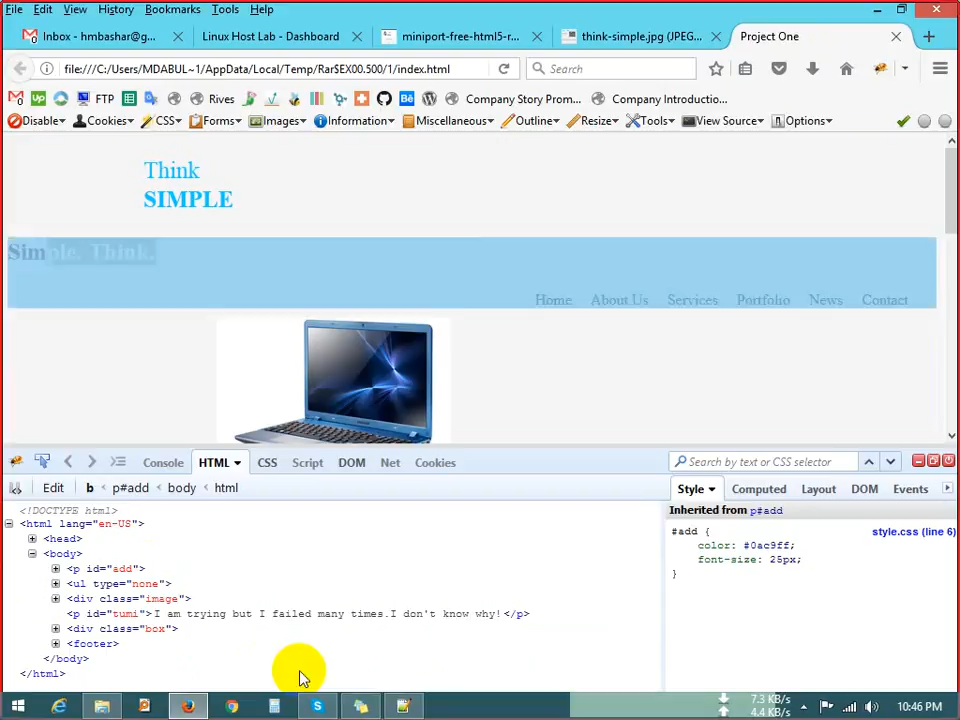 File Edit View History Bookmarks Tools Help
Inbox - hmbashar@g... Linux Host Lab - Dashboard miniport-free-html5-r... think-simple.jpg (JPEG... Project One
file:///C:/Users/MDABUL~1/AppData/Local/Temp/Rar$EX00.500/1/index.html Search
FTP Rives Company Story Prom... Company Introductio...
Disable Cookies CSS Forms Images Information Miscellaneous Outline Resize Tools View Source Options
Think
SIMPLE
Simple. Think.
Home About Us Services Portfolio News Contact
Console HTML CSS Script DOM Net Cookies Search by text or CSS selector
Edit b < p#add < body < html Style Computed Layout DOM Events
<!DOCTYPE html>
<html lang="en-US">
<head>
<body>
<p id="add">
<ul type="none">
<div class="image">
<p id="tumi">I am trying but I failed many times.I don't know why!</p>
<div class="box">
<footer>
</body>
</html>
Inherited from p#add
#add { style.css (line 6)
color: #0ac9ff;
font-size: 25px;
}
7.3 KB/s
4.4 KB/s
10:46 PM